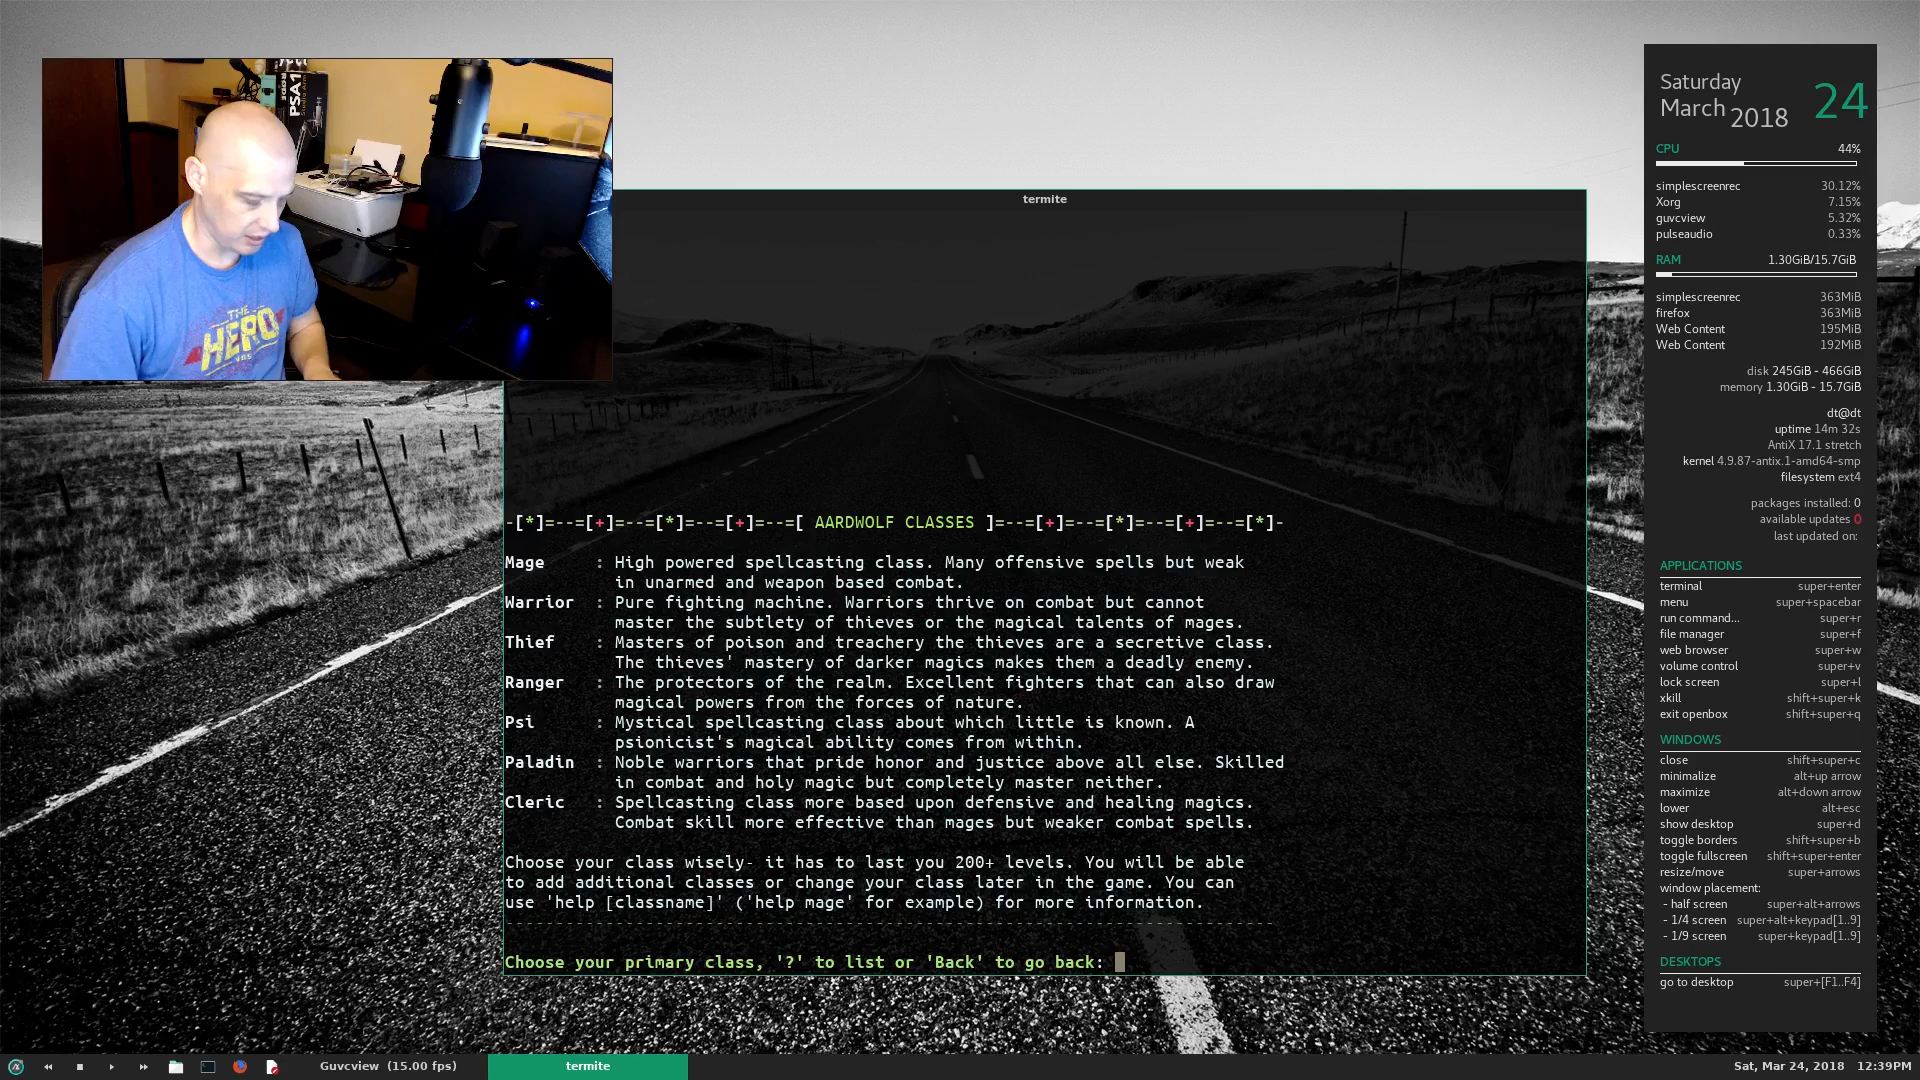 PSA1
THE
HERO
termite
-[*]=--=[+]=--=[*]=--=[+]=--=[ AARDWOLF CLASSES ]=--=[+]=--=[*]=--=[+]=--=[*]-
Mage : High powered spellcasting class. Many offensive spells but weak
in unarmed and weapon based combat.
Warrior : Pure fighting machine. Warriors thrive on combat but cannot
master the subtlety of thieves or the magical talents of mages.
Thief : Masters of poison and treachery the thieves are a secretive class.
The thieves' mastery of darker magics makes them a deadly enemy.
Ranger : The protectors of the realm. Excellent fighters that can also draw
magical powers from the forces of nature.
Psi : Mystical spellcasting class about which little is known. A
psionicist's magical ability comes from within.
Paladin : Noble warriors that pride honor and justice above all else. Skilled
in combat and holy magic but completely master neither.
Cleric : Spellcasting class more based upon defensive and healing magics.
Combat skill more effective than mages but weaker combat spells.
Choose your class wisely- it has to last you 200+ levels. You will be able
to add additional classes or change your class later in the game. You can
use 'help [classname]' ('help mage' for example) for more information.
------------------------------------------------------------------------------
Choose your primary class, '?' to list or 'Back' to go back:
Saturday 24
March 2018
CPU 44%
simplescreenrec 30.12%
Xorg 7.15%
guvcview 5.32%
pulseaudio 0.33%
RAM 1.30GiB/15.7GiB
simplescreenrec 363MiB
firefox 363MiB
Web Content 195MiB
Web Content 192MiB
disk 245GiB - 466GiB
memory 1.30GiB - 15.7GiB
dt@dt
uptime 14m 32s
AntiX 17.1 stretch
kernel 4.9.87-antix.1-amd64-smp
filesystem ext4
packages installed: 0
available updates 0
last updated on:
APPLICATIONS
terminal super+enter
menu super+spacebar
run command... super+r
file manager super+f
web browser super+w
volume control super+v
lock screen super+l
xkill shift+super+k
exit openbox shift+super+q
WINDOWS
close shift+super+c
minimalize alt+up arrow
maximize alt+down arrow
lower alt+esc
show desktop super+d
toggle borders shift+super+b
toggle fullscreen shift+super+enter
resize/move super+arrows
window placement:
- half screen super+alt+arrows
- 1/4 screen super+alt+keypad[1..9]
- 1/9 screen super+keypad[1..9]
DESKTOPS
go to desktop super+[F1..F4]
Guvcview (15.00 fps)
termite
Sat, Mar 24, 2018 12:39PM